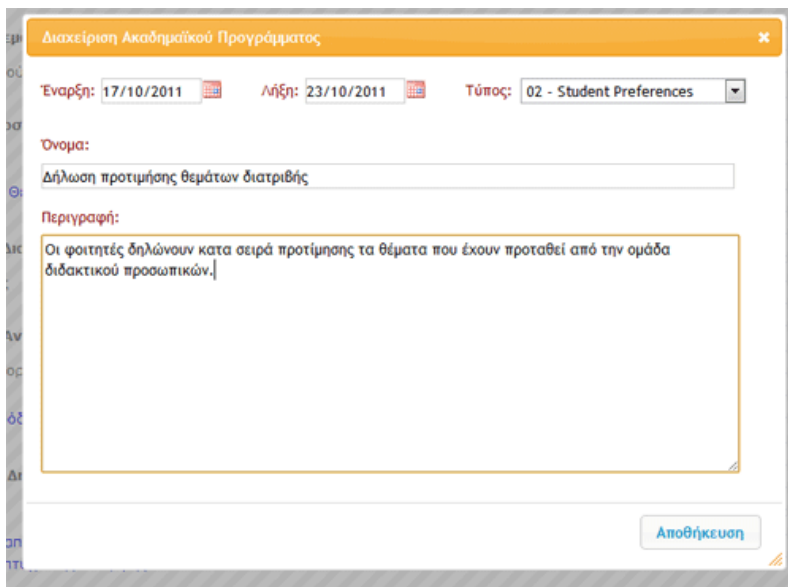 Διαχείριση Ακαδημαϊκού Προγράμματος
Έναρξη: 17/10/2011 Λήξη: 23/10/2011 Τύπος: 02 - Student Preferences
Όνομα:
Δήλωση προτιμήσης θεμάτων διατριβής
Περιγραφή:
Οι φοιτητές δηλώνουν κατα σειρά προτίμησης τα θέματα που έχουν προταθεί από την ομάδα
διδακτικού προσωπικών.
Αποθήκευση